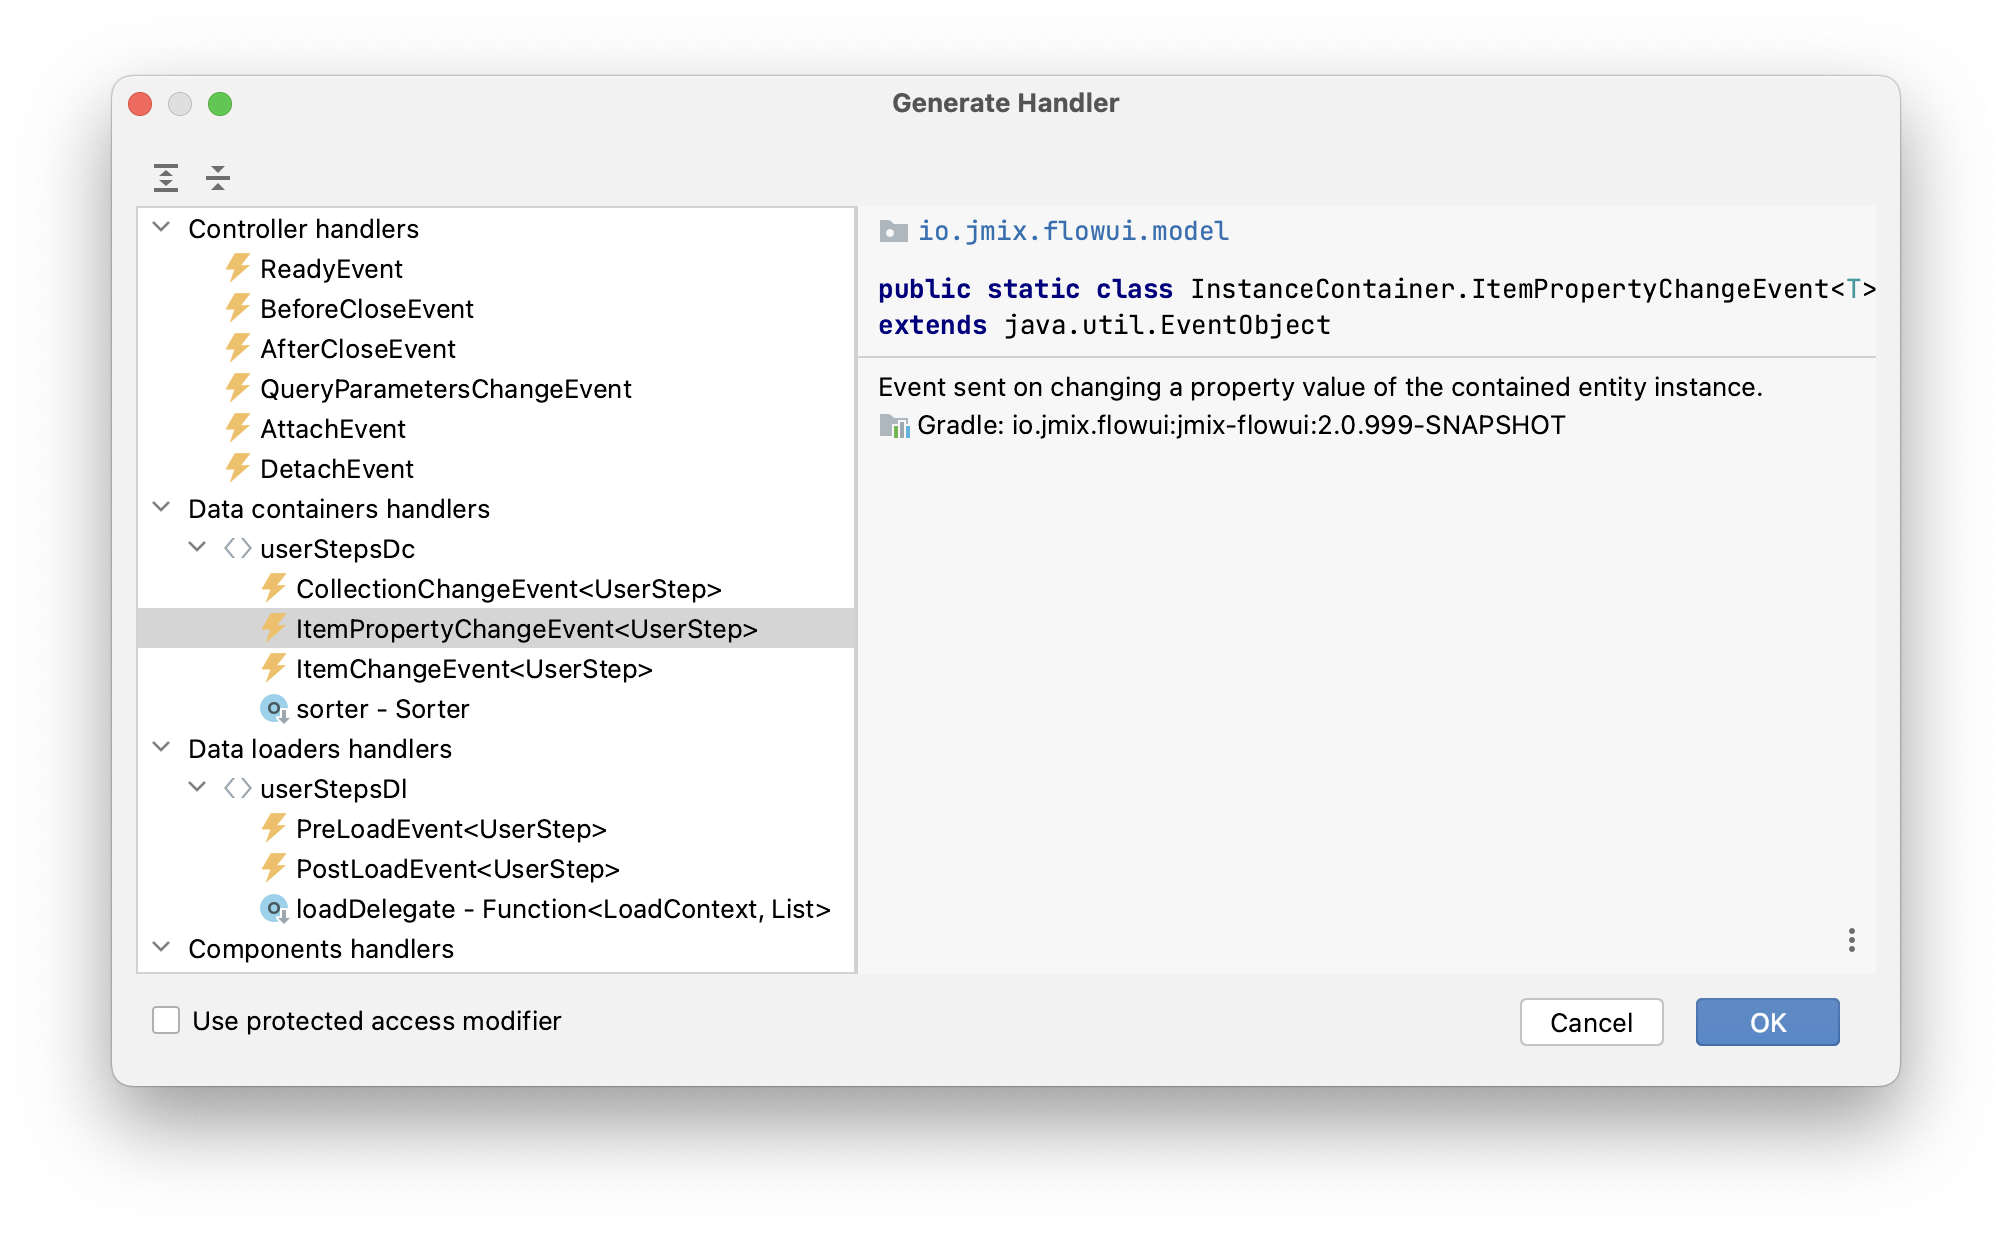 Generate Handler
Controller handlers
ReadyEvent
BeforeCloseEvent
AfterCloseEvent
QueryParametersChangeEvent
AttachEvent
DetachEvent
Data containers handlers
userStepsDc
CollectionChangeEvent<UserStep>
ItemPropertyChangeEvent<UserStep>
ItemChangeEvent<UserStep>
sorter - Sorter
Data loaders handlers
userStepsDl
PreLoadEvent<UserStep>
PostLoadEvent<UserStep>
loadDelegate - Function<LoadContext, List>
Components handlers
io.jmix.flowui.model
public static class InstanceContainer.ItemPropertyChangeEvent<T>
extends java.util.EventObject
Event sent on changing a property value of the contained entity instance.
Gradle: io.jmix.flowui:jmix-flowui:2.0.999-SNAPSHOT
Use protected access modifier
Cancel
OK